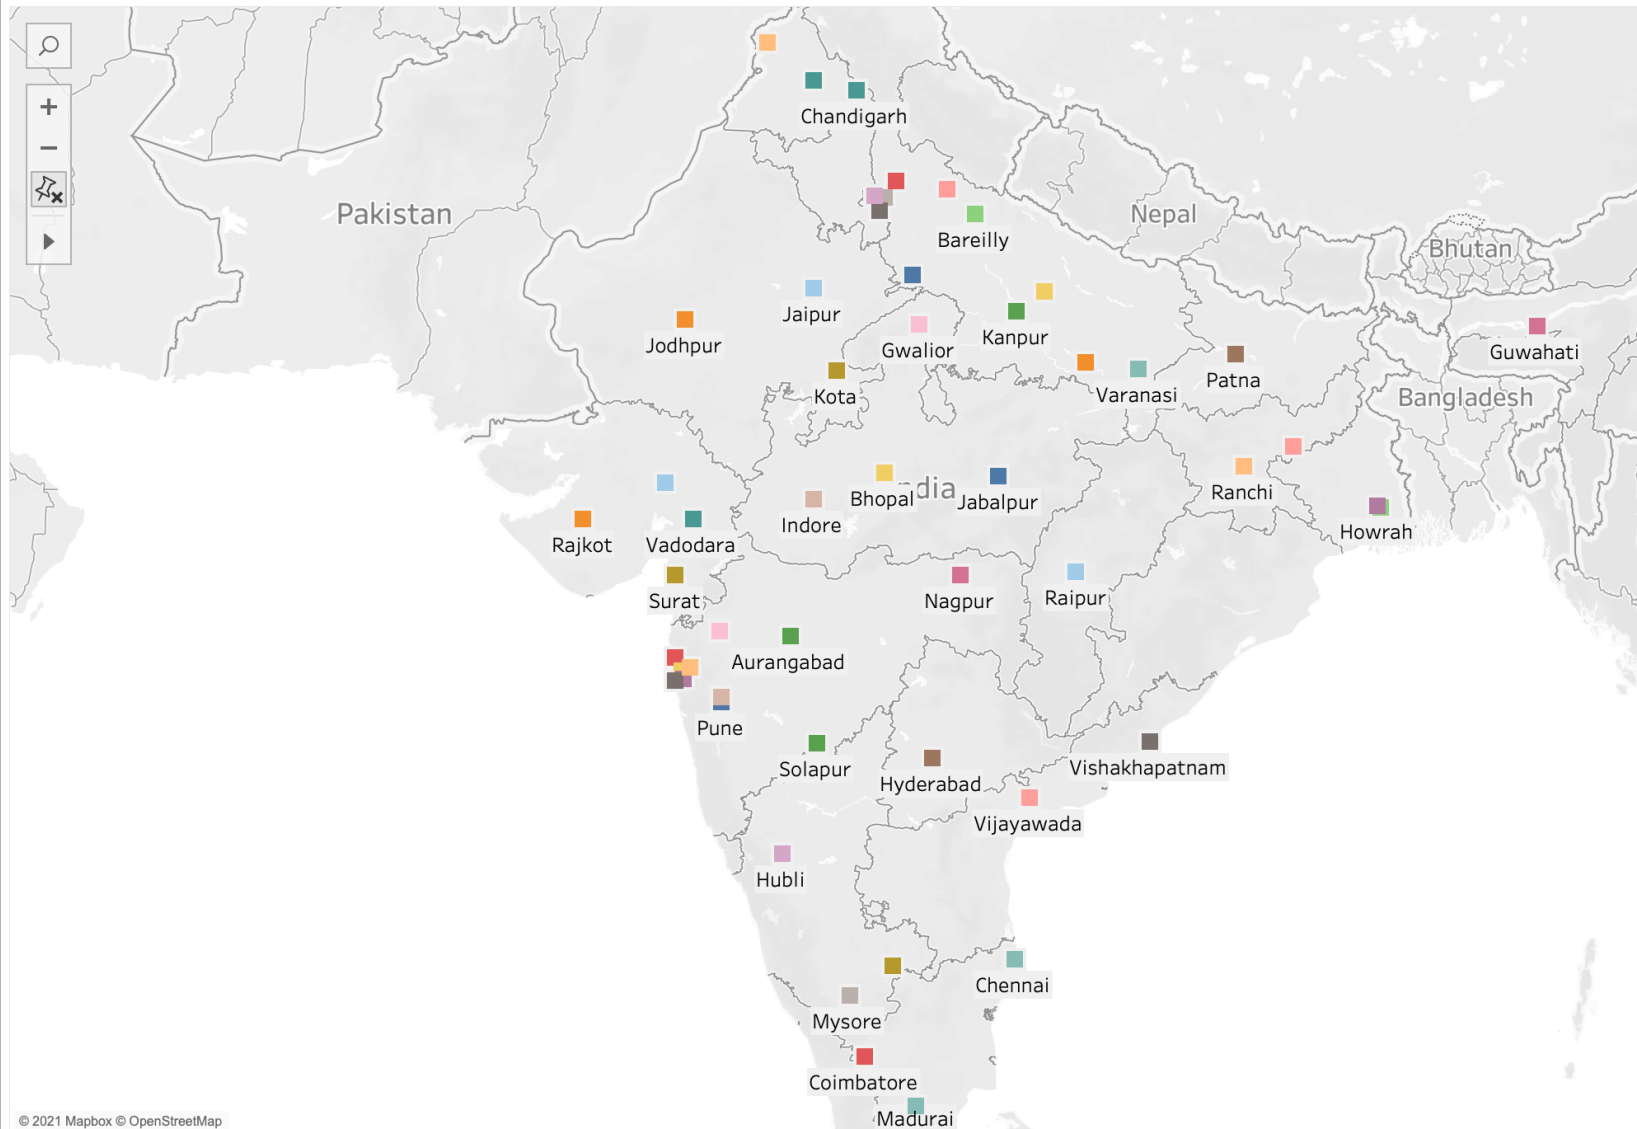 Chandigarh
Pakistan
Nepal
Bareilly
Bhutan
Jaipur
Jodhpur
Gwalior
Kanpur
Guwahati
Kota
Varanasi
Patna
Bangladesh
India
Bhopal
Jabalpur
Ranchi
Indore
Howrah
Rajkot
Vadodara
Surat
Nagpur
Raipur
Aurangabad
Pune
Solapur
Hyderabad
Vishakhapatnam
Vijayawada
Hubli
Chennai
Mysore
Coimbatore
Madurai
© 2021 Mapbox © OpenStreetMap